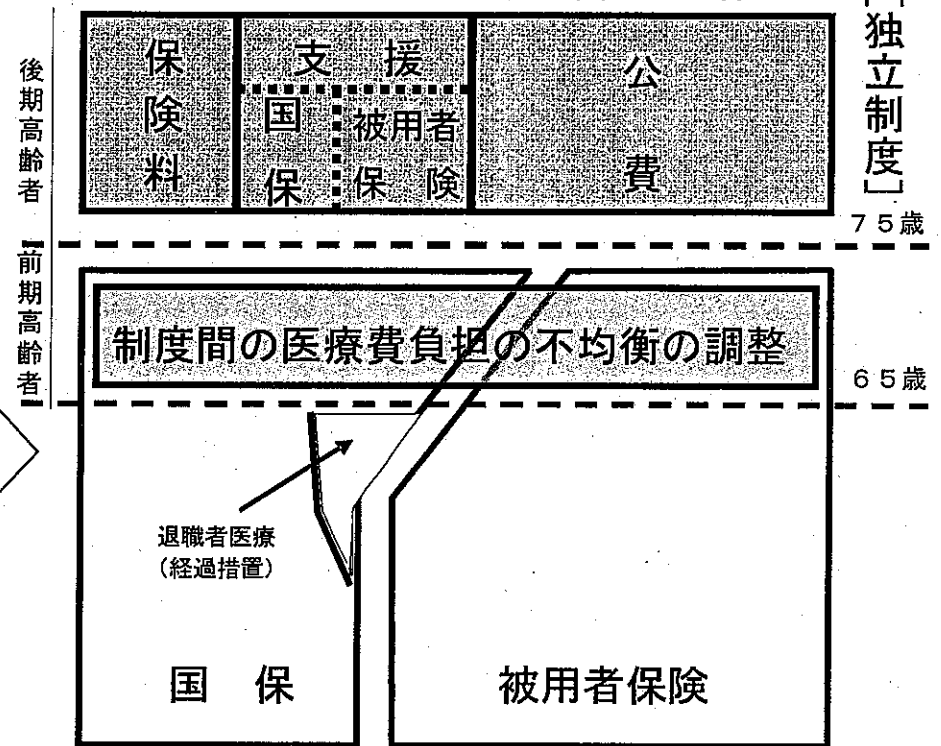 独立制度］
後期高齢者
保険料
支援
国保
被用者保険
公費
75歳
前期高齢者
制度間の医療費負担の不均衡の調整
65歳
退職者医療
（経過措置）
国保
被用者保険